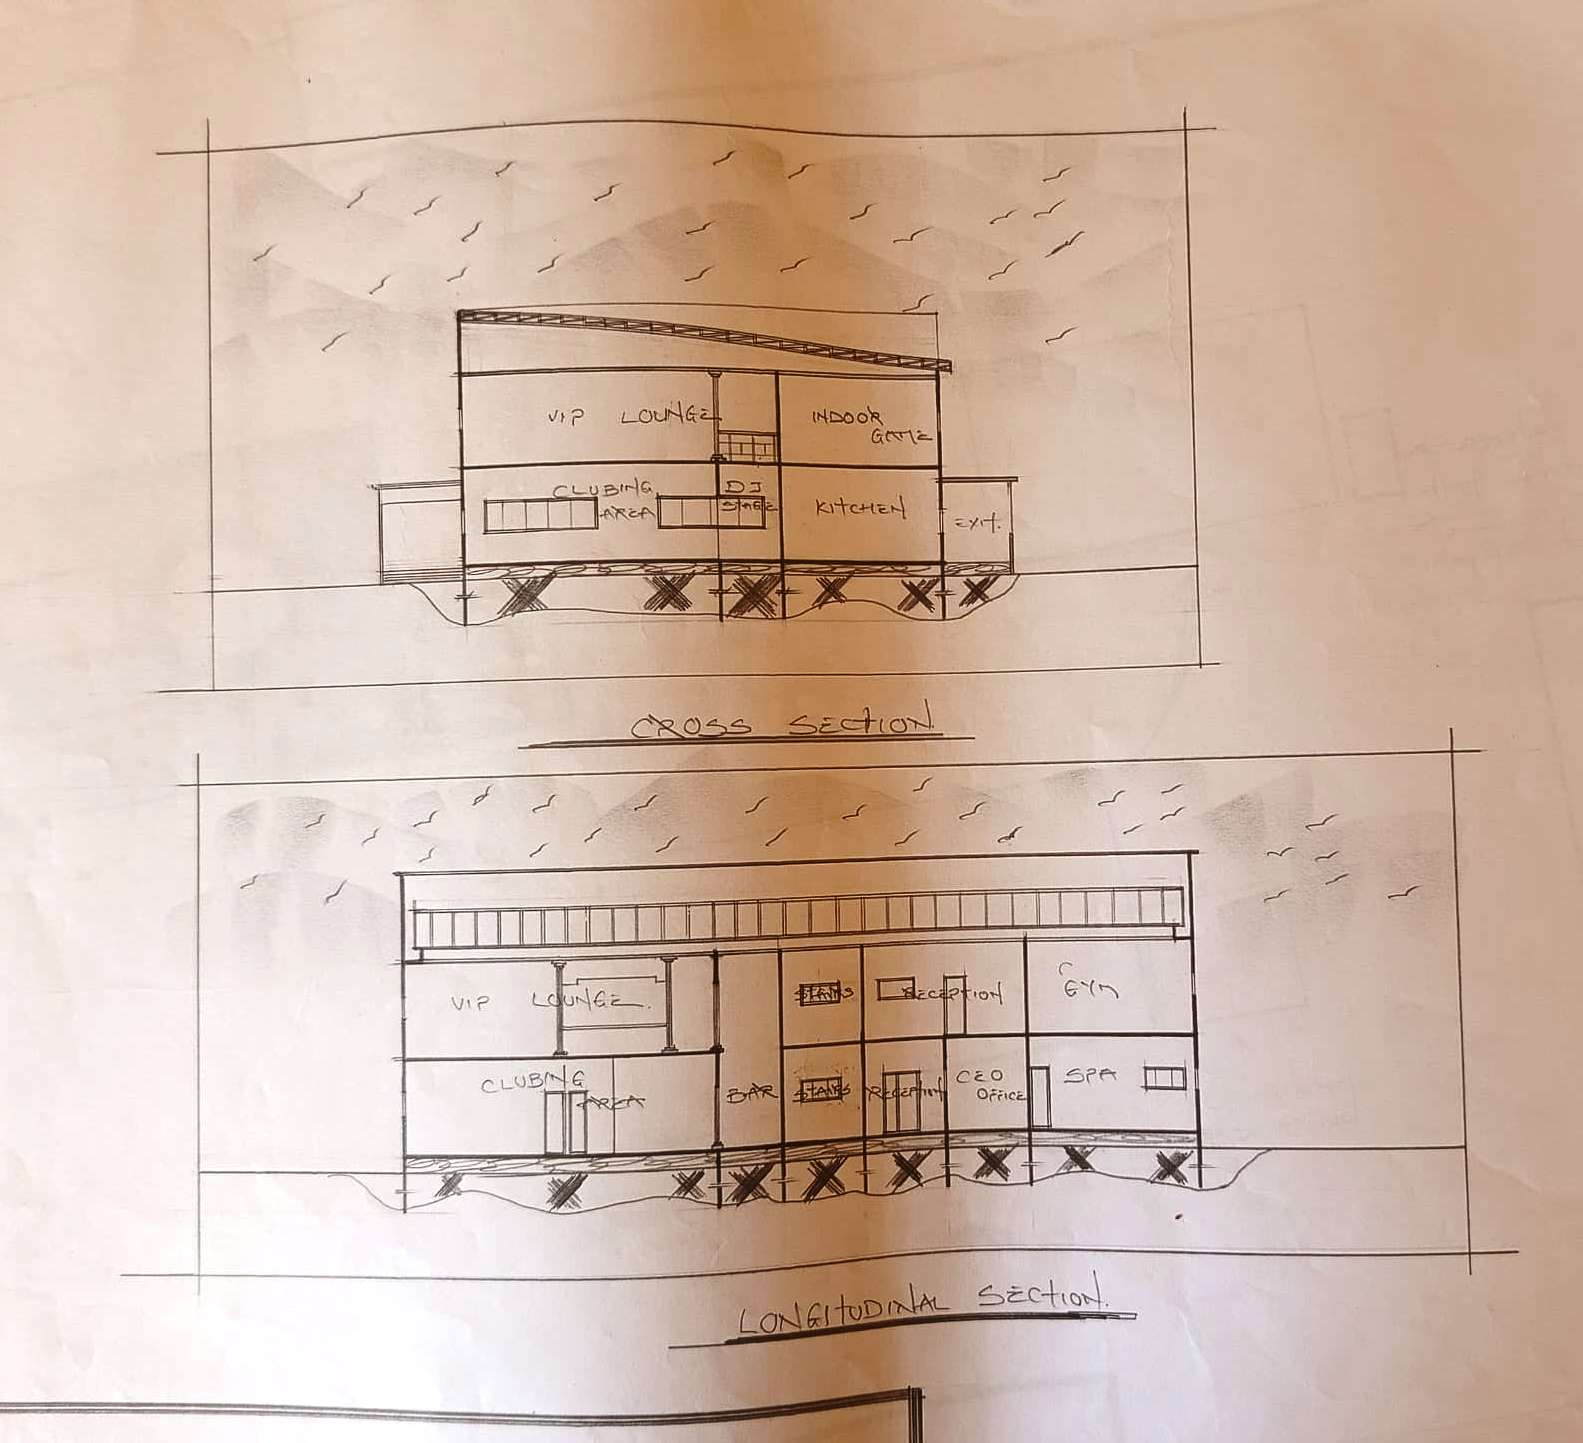 VIP LOUNGE
INDOOR
GAME
CLUBING
AREA
DJ
STAGE
KITCHEN
EXIT.
CROSS SECTION
VIP LOUNGE.
STAIRS
RECEPTION
GYM
CLUBING
AREA
BAR
STAIRS
RECEPTION
CEO
OFFICE
SPA
LONGITUDINAL SECTION.